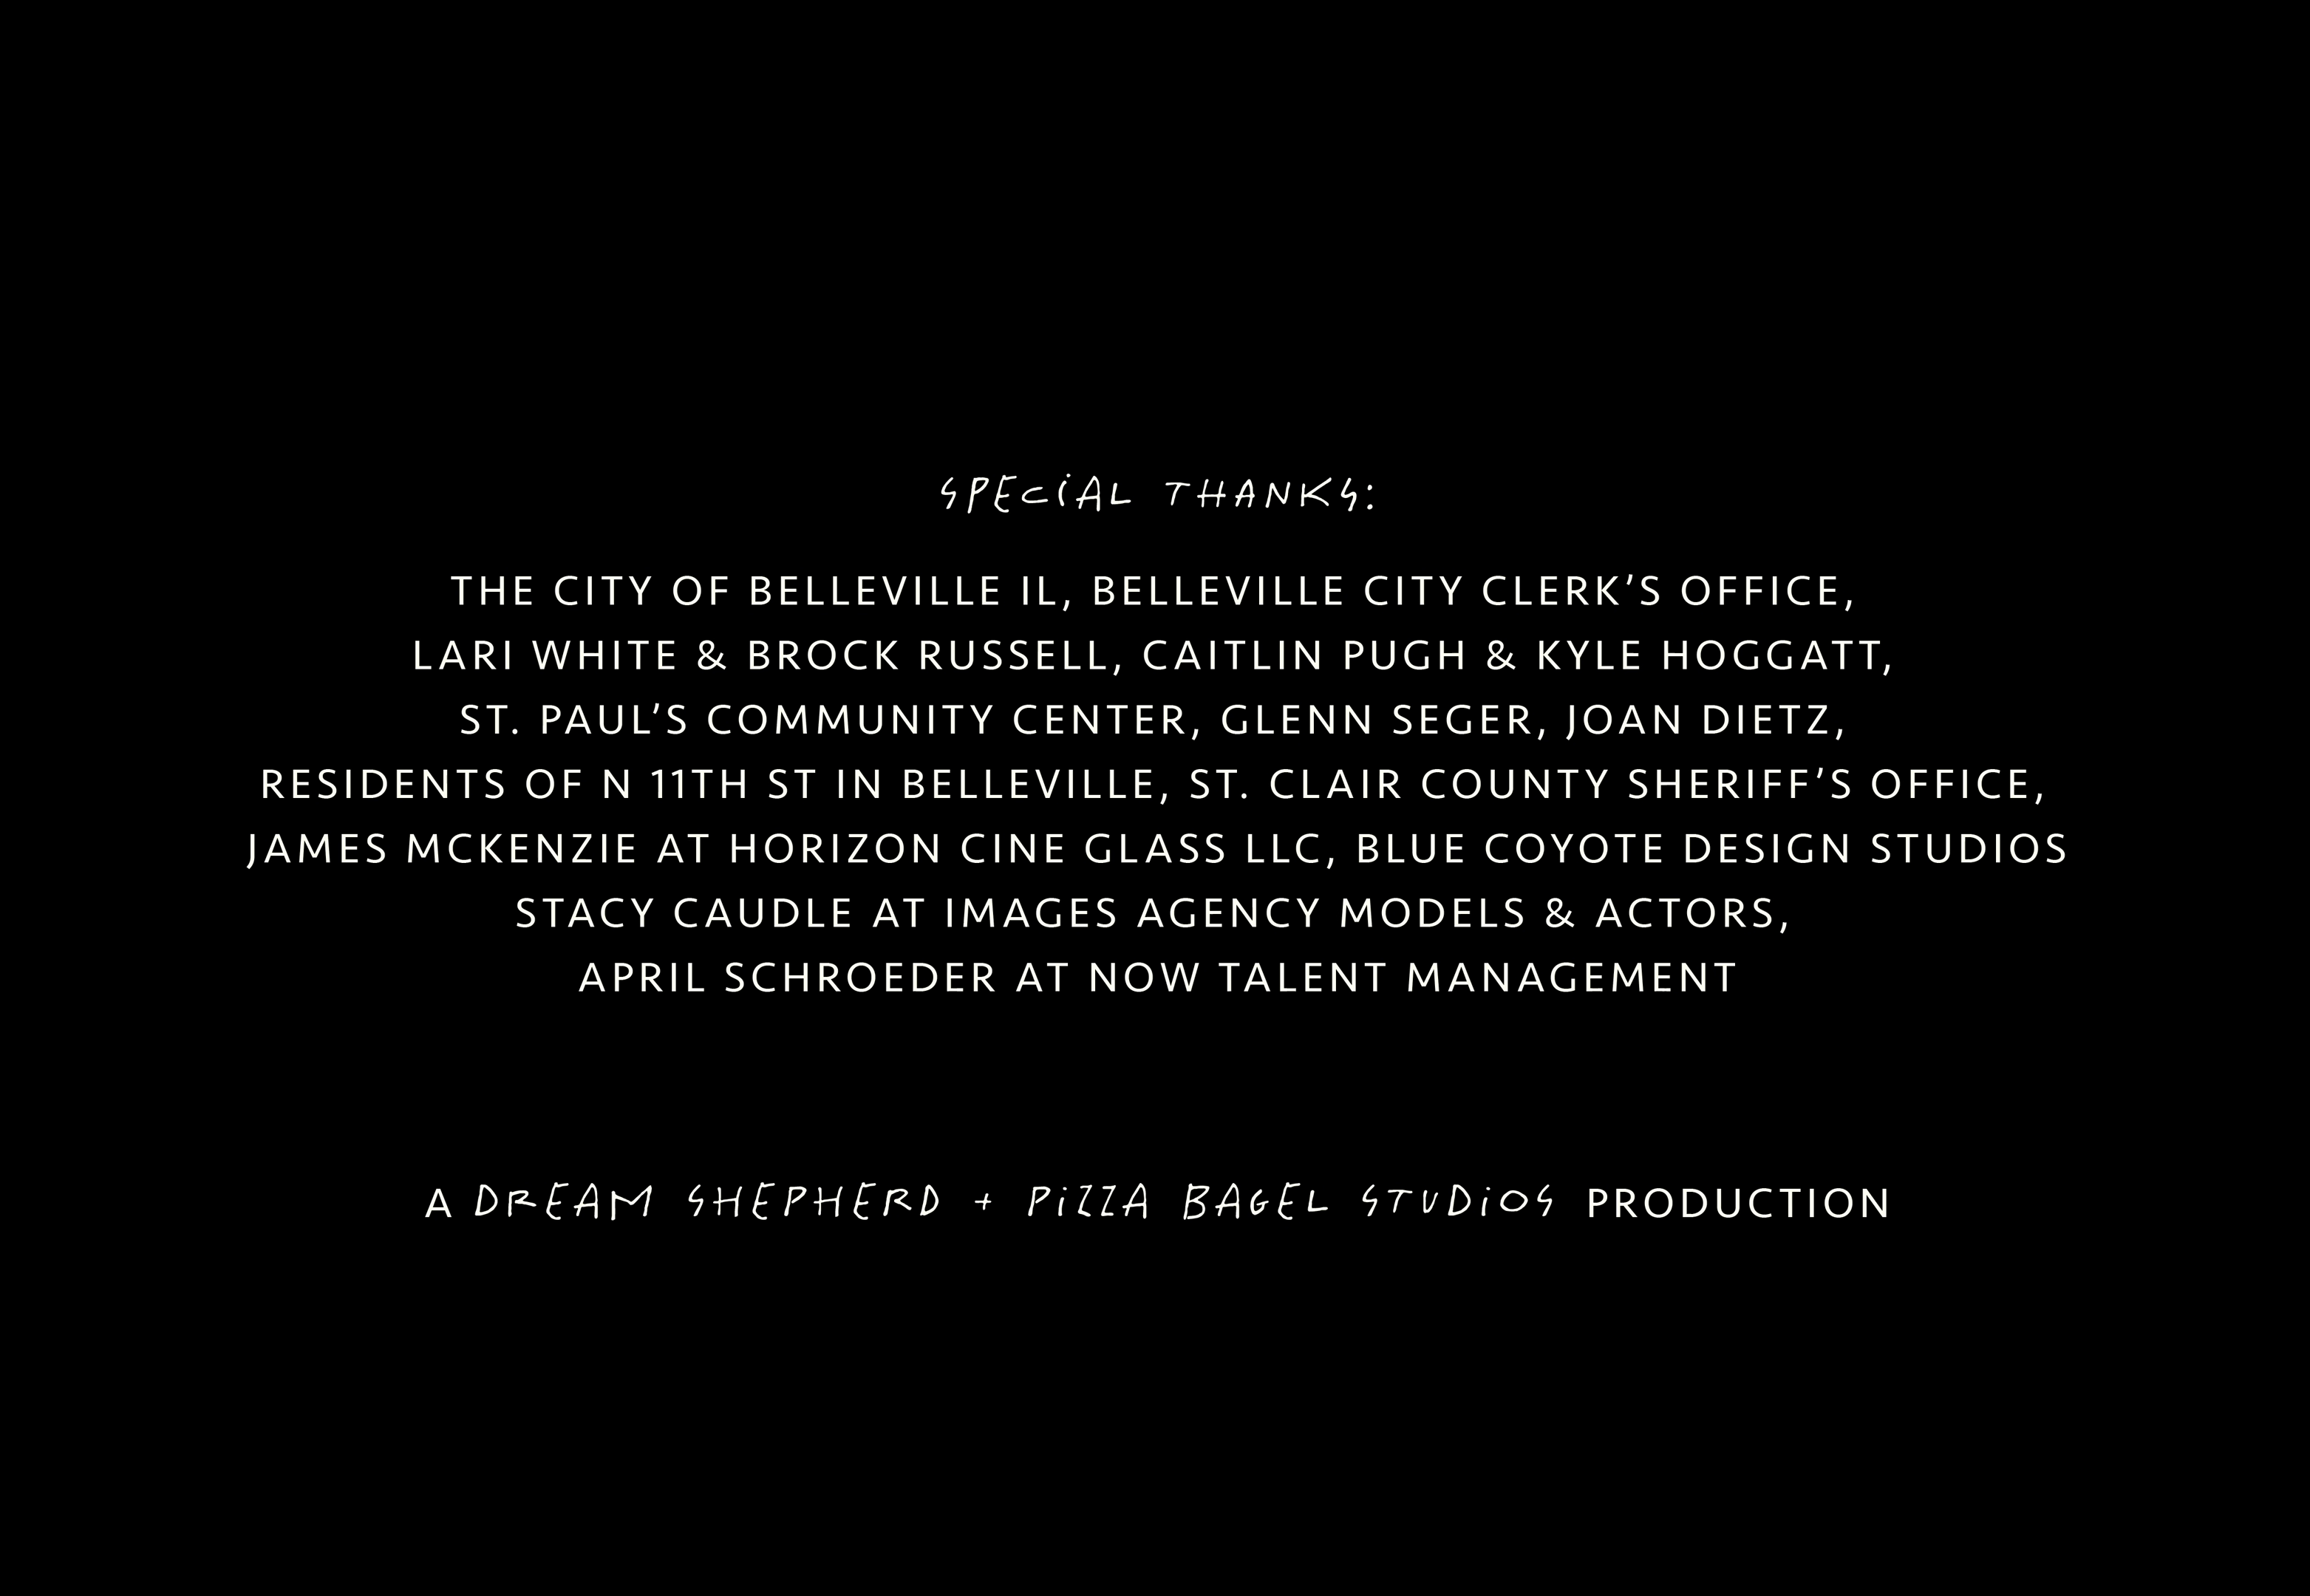 SPECIAL THANKS:
THE CITY OF BELLEVILLE IL, BELLEVILLE CITY CLERK’S OFFICE,
LARI WHITE & BROCK RUSSELL, CAITLIN PUGH & KYLE HOGGATT,
ST. PAUL’S COMMUNITY CENTER, GLENN SEGER, JOAN DIETZ,
RESIDENTS OF N 11TH ST IN BELLEVILLE, ST. CLAIR COUNTY SHERIFF’S OFFICE,
JAMES MCKENZIE AT HORIZON CINE GLASS LLC, BLUE COYOTE DESIGN STUDIOS
STACY CAUDLE AT IMAGES AGENCY MODELS & ACTORS,
APRIL SCHROEDER AT NOW TALENT MANAGEMENT
A DREAM SHEPHERD + PIZZA BAGEL STUDIOS PRODUCTION